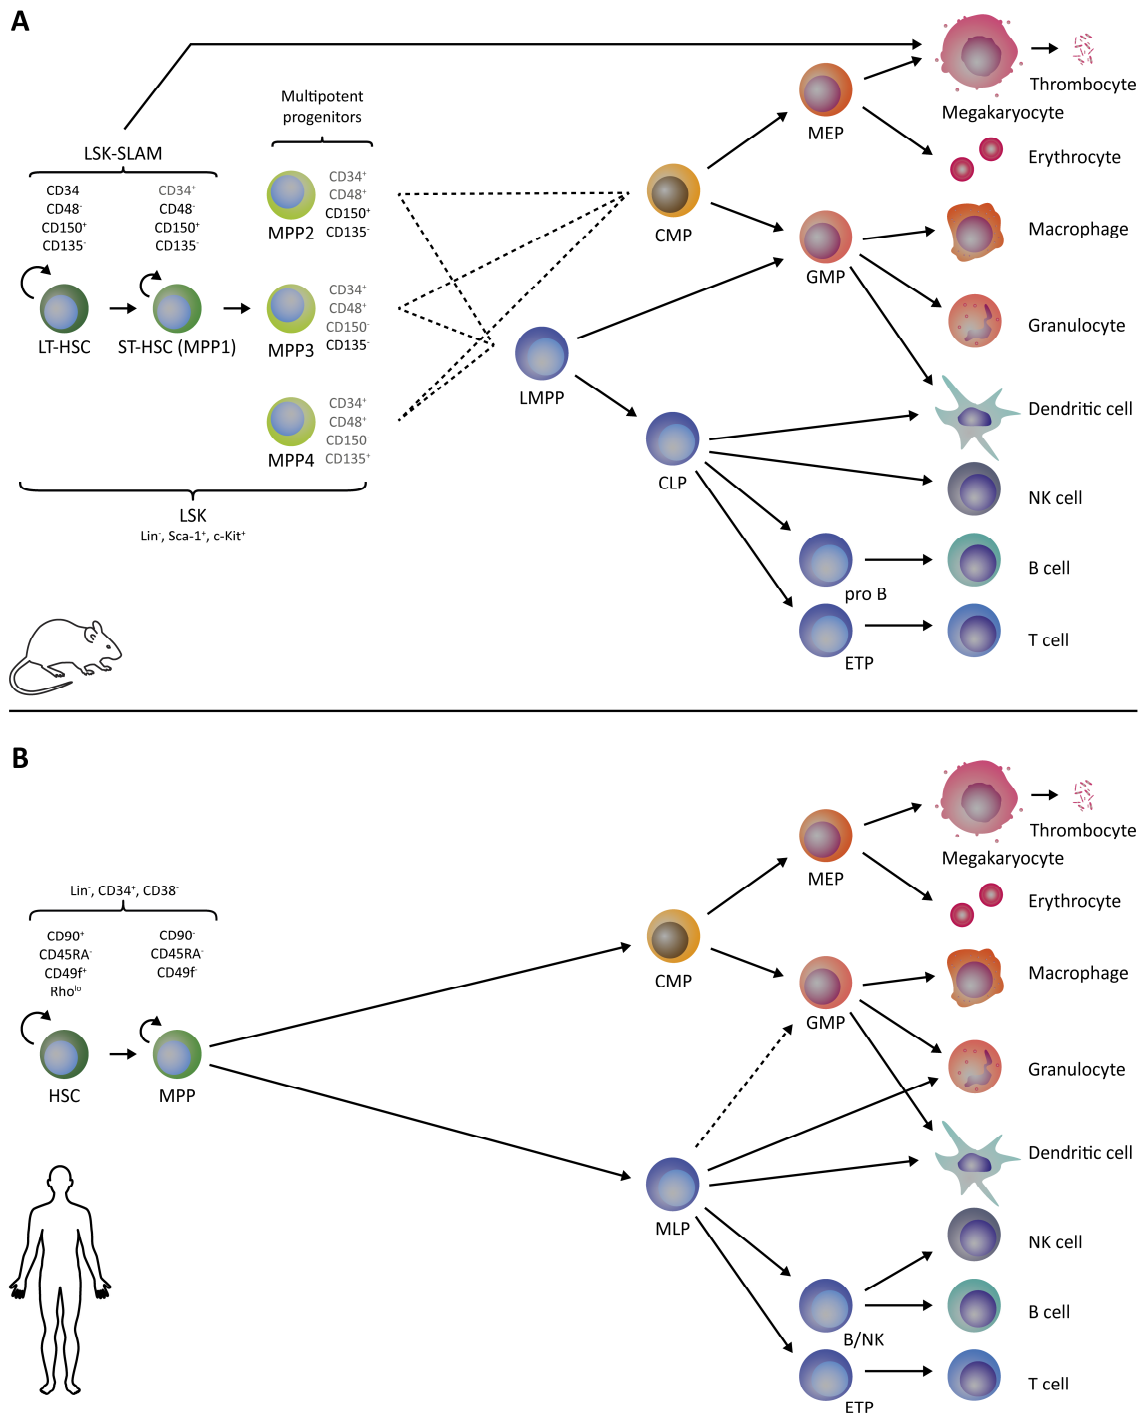 A
Multipotent
progenitors
LSK-SLAM
CD34
CD48⁻
CD150⁺
CD135⁻
CD34⁺
CD48⁻
CD150⁺
CD135⁻
LT-HSC
ST-HSC (MPP1)
CD34⁺
CD48⁺
CD150⁺
CD135⁻
MPP2
CD34⁺
CD48⁺
CD150⁻
CD135⁻
MPP3
CD34⁺
CD48⁺
CD150
CD135⁺
MPP4
LSK
Lin⁻, Sca-1⁺, c-Kit⁺
CMP
LMPP
CLP
MEP
GMP
pro B
ETP
Megakaryocyte
Thrombocyte
Erythrocyte
Macrophage
Granulocyte
Dendritic cell
NK cell
B cell
T cell
B
Lin⁻, CD34⁺, CD38⁻
CD90⁺
CD45RA⁻
CD49f⁺
Rhoˡᵒ
CD90⁻
CD45RA⁻
CD49f⁻
HSC
MPP
CMP
MLP
MEP
GMP
B/NK
ETP
Megakaryocyte
Thrombocyte
Erythrocyte
Macrophage
Granulocyte
Dendritic cell
NK cell
B cell
T cell